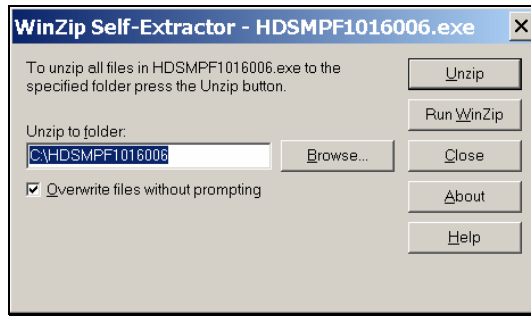 WinZip Self-Extractor - HDSMPF1016006.exe
To unzip all files in HDSMPF1016006.exe to the
specified folder press the Unzip button.
Unzip to folder:
C:\HDSMPF1016006
Browse...
Overwrite files without prompting
Unzip
Run WinZip
Close
About
Help